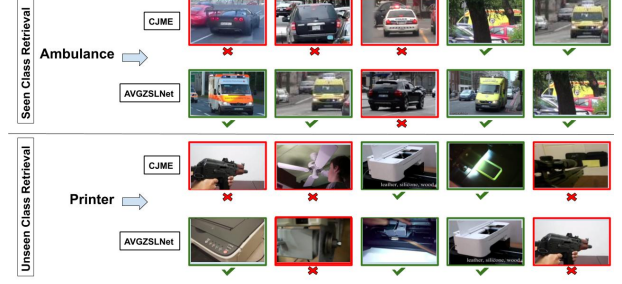 Seen Class Retrieval
CJME
Ambulance
AVGZSLNet
Unseen Class Retrieval
CJME
leather, silicone, wood
Printer
AVGZSLNet
leather, silicone, wood